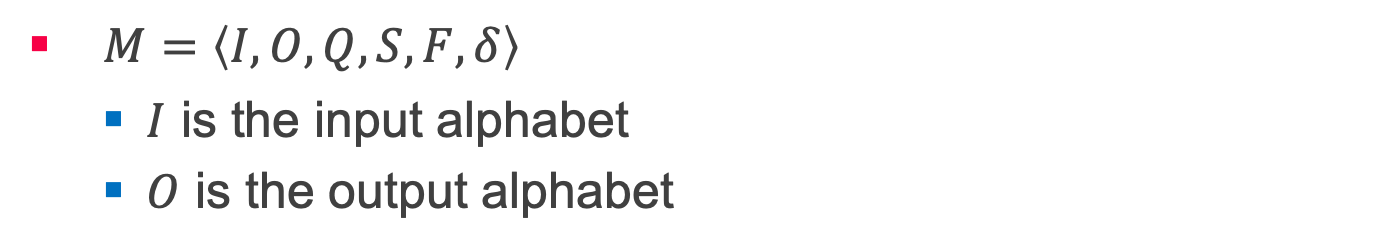 ▪ M = ⟨I, O, Q, S, F, δ⟩
▪ I is the input alphabet
▪ O is the output alphabet